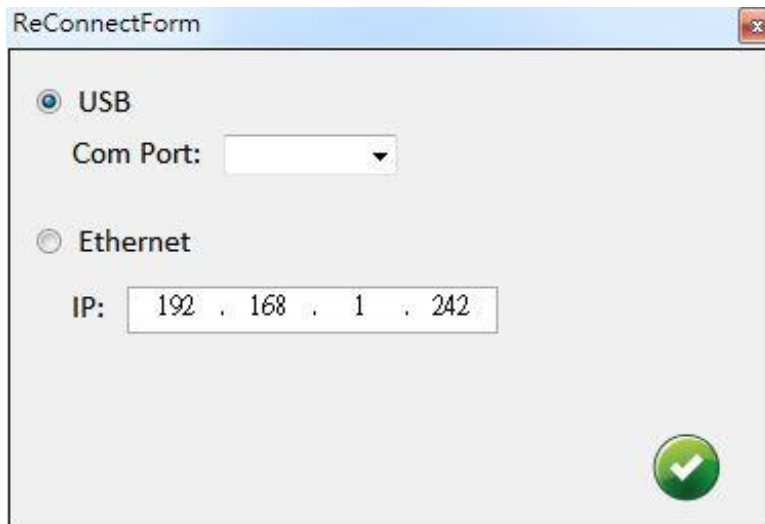 ReConnectForm
USB
Com Port:
Ethernet
IP: 192 . 168 . 1 . 242